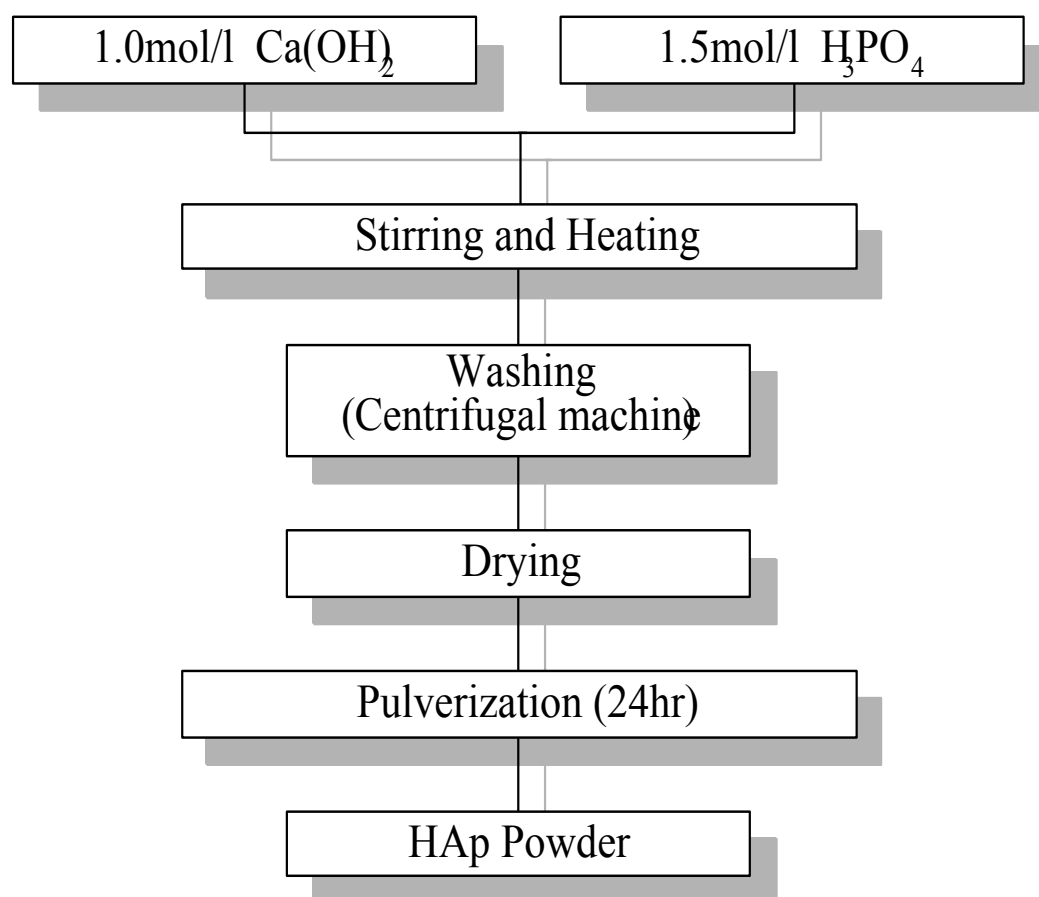 1.0mol/l Ca(OH)₂
1.5mol/l H₃PO₄
Stirring and Heating
Washing
(Centrifugal machine)
Drying
Pulverization (24hr)
HAp Powder